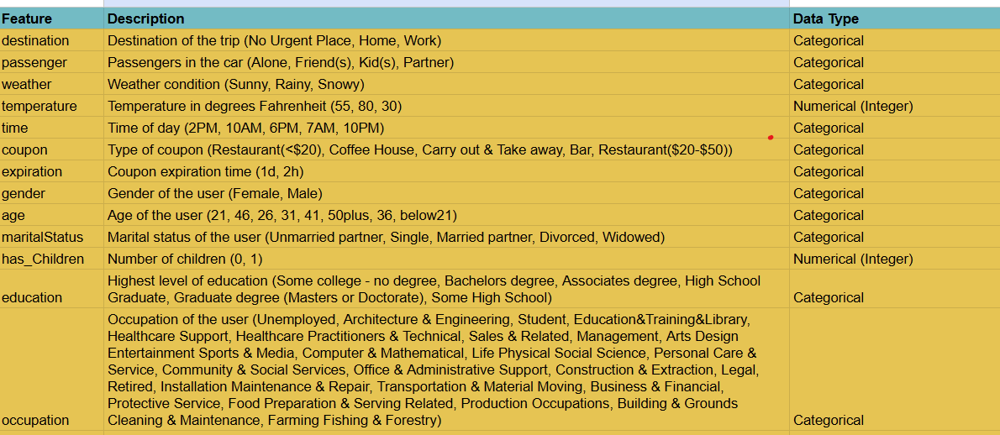 Feature Description Data Type
destination Destination of the trip (No Urgent Place, Home, Work) Categorical
passenger Passengers in the car (Alone, Friend(s), Kid(s), Partner) Categorical
weather Weather condition (Sunny, Rainy, Snowy) Categorical
temperature Temperature in degrees Fahrenheit (55, 80, 30) Numerical (Integer)
time Time of day (2PM, 10AM, 6PM, 7AM, 10PM) Categorical
coupon Type of coupon (Restaurant(<$20), Coffee House, Carry out & Take away, Bar, Restaurant($20-$50)) Categorical
expiration Coupon expiration time (1d, 2h) Categorical
gender Gender of the user (Female, Male) Categorical
age Age of the user (21, 46, 26, 31, 41, 50plus, 36, below21) Categorical
maritalStatus Marital status of the user (Unmarried partner, Single, Married partner, Divorced, Widowed) Categorical
has_Children Number of children (0, 1) Numerical (Integer)
Highest level of education (Some college - no degree, Bachelors degree, Associates degree, High School
education Graduate, Graduate degree (Masters or Doctorate), Some High School) Categorical
Occupation of the user (Unemployed, Architecture & Engineering, Student, Education&Training&Library,
Healthcare Support, Healthcare Practitioners & Technical, Sales & Related, Management, Arts Design
Entertainment Sports & Media, Computer & Mathematical, Life Physical Social Science, Personal Care &
Service, Community & Social Services, Office & Administrative Support, Construction & Extraction, Legal,
Retired, Installation Maintenance & Repair, Transportation & Material Moving, Business & Financial,
Protective Service, Food Preparation & Serving Related, Production Occupations, Building & Grounds
occupation Cleaning & Maintenance, Farming Fishing & Forestry) Categorical